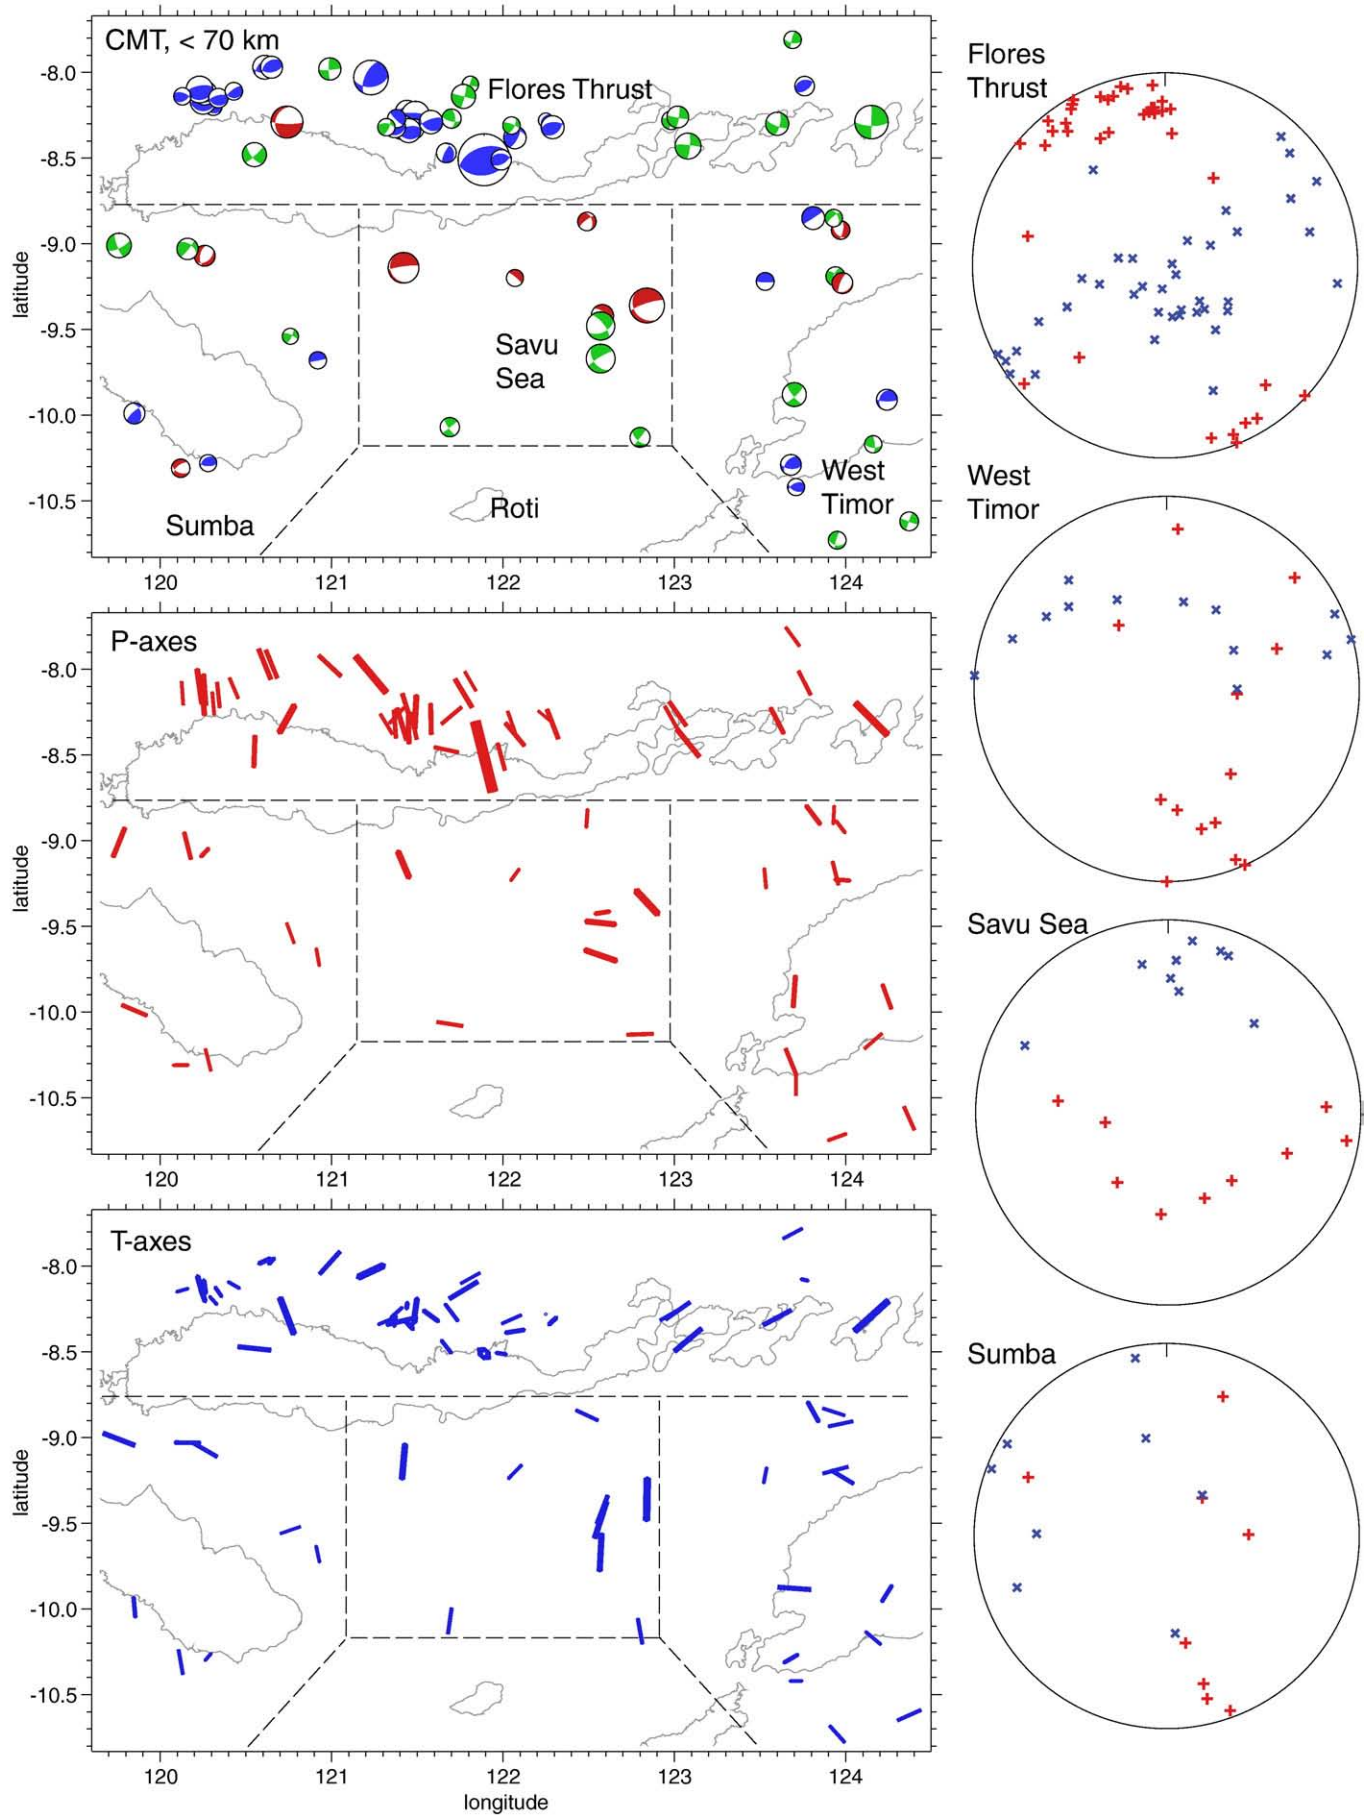 CMT, < 70 km
Flores Thrust
Savu
Sea
West
Timor
Roti
Sumba
-8.0
-8.5
-9.0
-9.5
-10.0
-10.5
latitude
120
121
122
123
124
P-axes
-8.0
-8.5
-9.0
-9.5
-10.0
-10.5
latitude
120
121
122
123
124
T-axes
-8.0
-8.5
-9.0
-9.5
-10.0
-10.5
latitude
120
121
122
123
124
longitude
Flores
Thrust
West
Timor
Savu Sea
Sumba